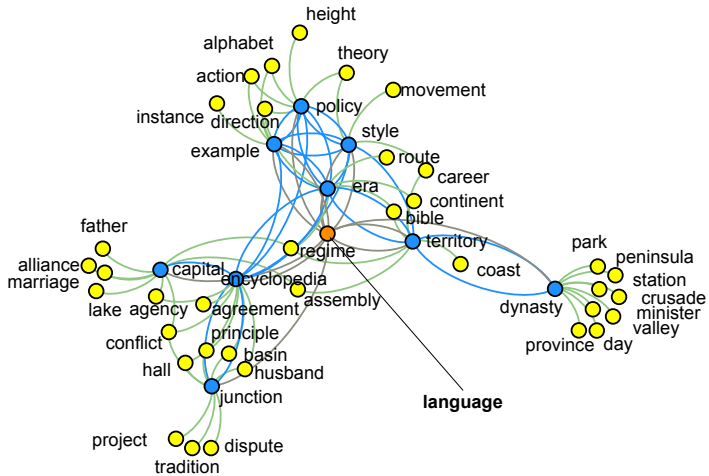 height
alphabet
theory
action
movement
policy
instance
direction
style
example
route
career
era
continent
bible
father
regime
territory
park
alliance
capital
encyclopedia
coast
peninsula
marriage
station
lake
agency
agreement
assembly
dynasty
crusade
minister
conflict
principle
valley
province
day
hall
basin
husband
junction
language
project
dispute
tradition